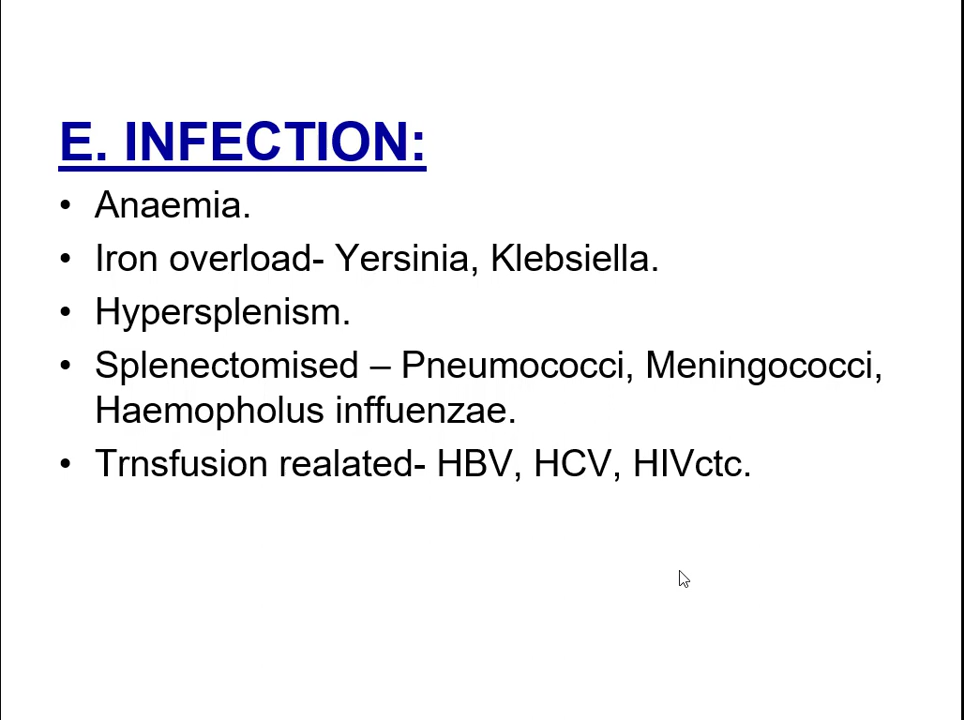 E. INFECTION:
• Anaemia.
• Iron overload- Yersinia, Klebsiella.
• Hypersplenism.
• Splenectomised – Pneumococci, Meningococci,
Haemopholus inffuenzae.
• Trnsfusion realated- HBV, HCV, HIVctc.